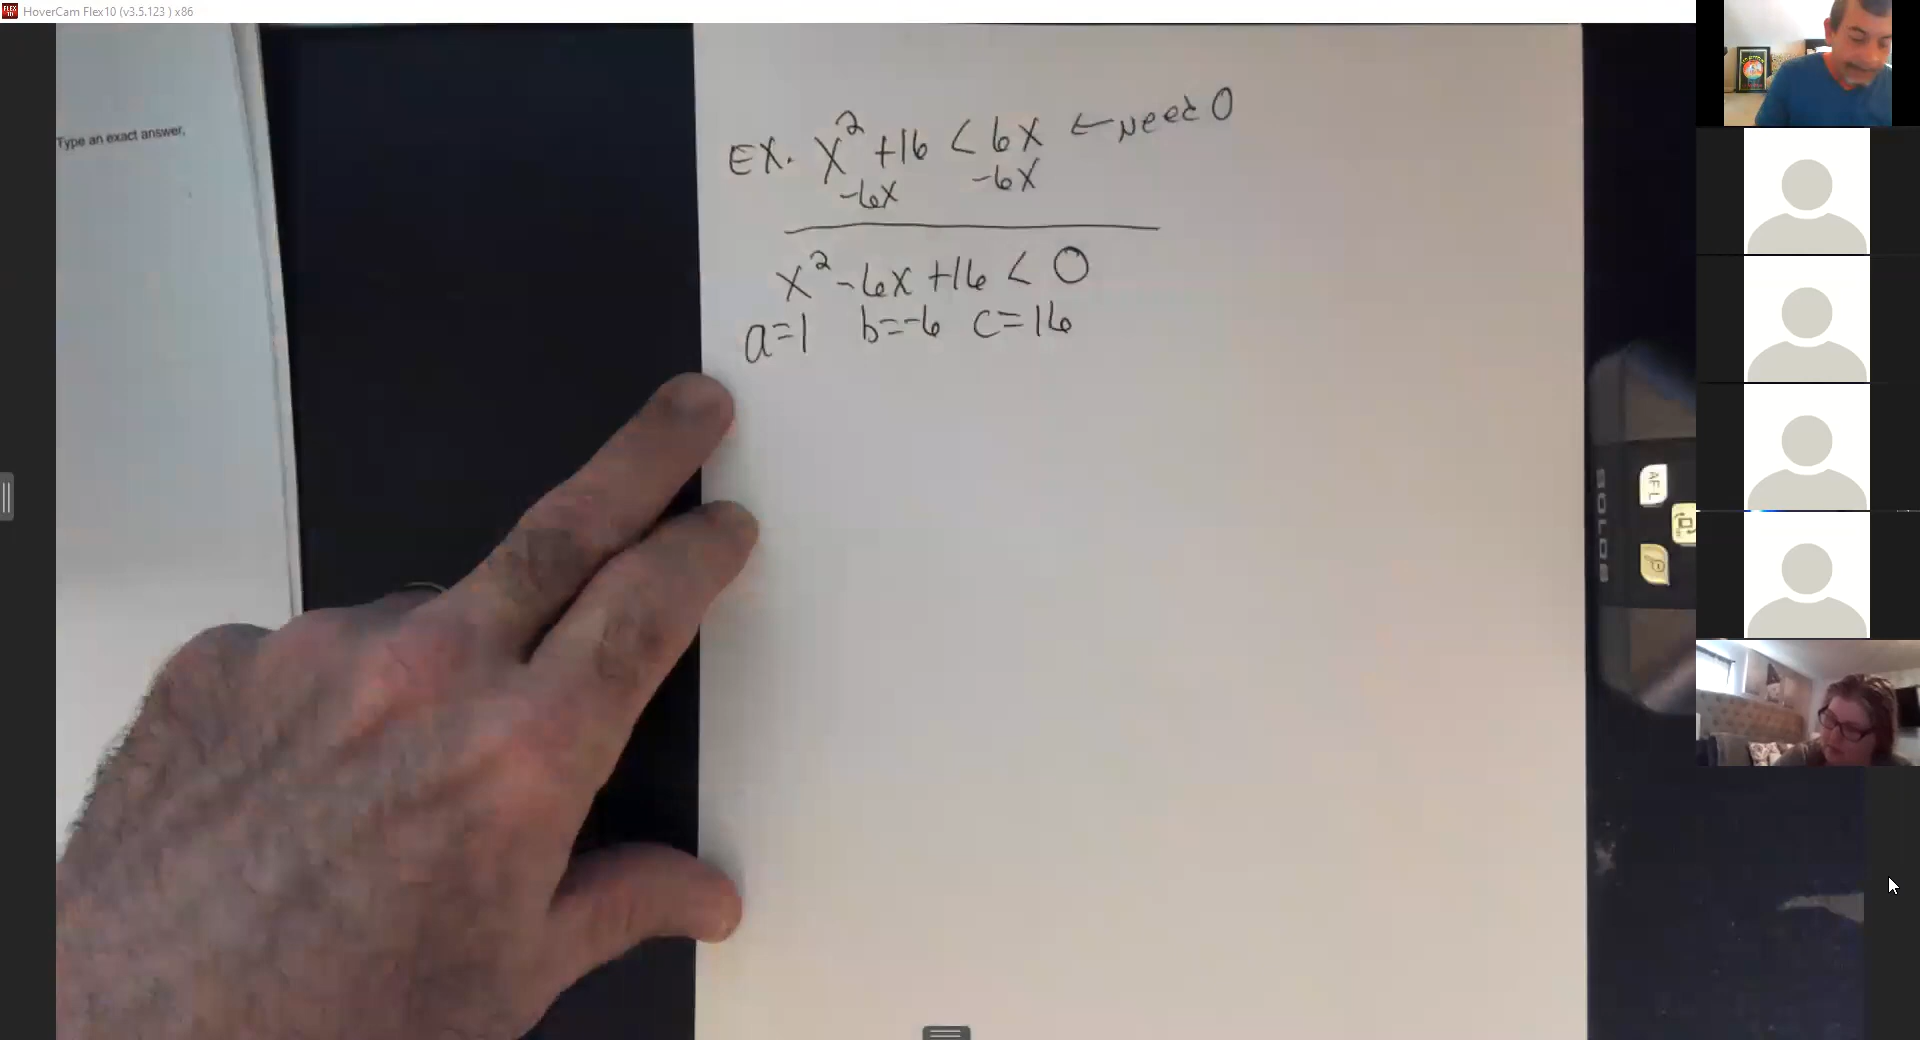 HoverCam Flex10 (v3.5.123 ) x86
Type an exact answer,
EX. x² +16 < 6x ← Need 0
-6x -6x
x² -6x +16 < 0
a=1 b=-6 c=16
AF-L